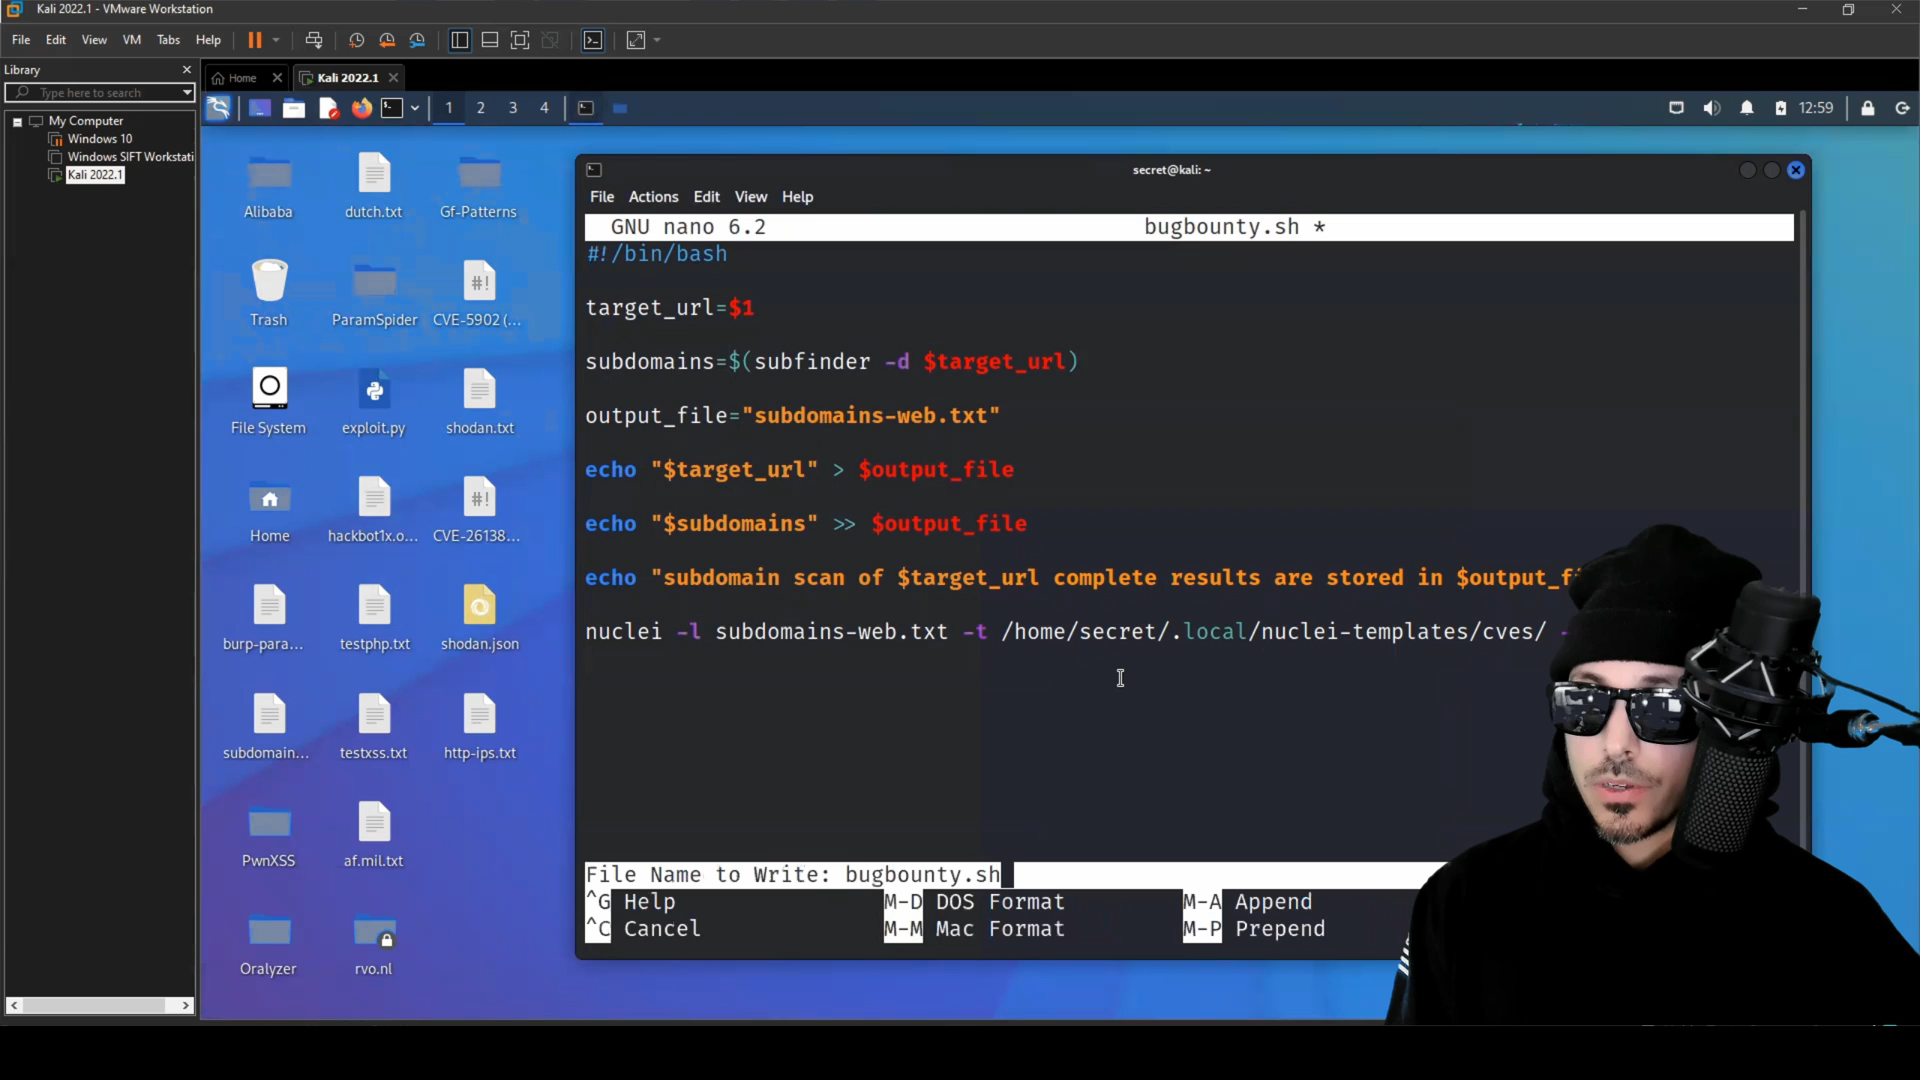 Kali 2022.1 - VMware Workstation
File Edit View VM Tabs Help
Library
Type here to search
My Computer
Windows 10
Windows SIFT Workstati
Kali 2022.1
Home
Kali 2022.1
1 2 3 4
12:59
Alibaba
dutch.txt
Gf-Patterns
Trash
ParamSpider
CVE-5902 (...
File System
exploit.py
shodan.txt
Home
hackbot1x.o...
CVE-26138...
burp-para...
testphp.txt
shodan.json
subdomain...
testxss.txt
http-ips.txt
PwnXSS
af.mil.txt
Oralyzer
rvo.nl
secret@kali: ~
File Actions Edit View Help
GNU nano 6.2 bugbounty.sh *
#!/bin/bash
target_url=$1
subdomains=$(subfinder -d $target_url)
output_file="subdomains-web.txt"
echo "$target_url" > $output_file
echo "$subdomains" >> $output_file
echo "subdomain scan of $target_url complete results are stored in $output_fi
nuclei -l subdomains-web.txt -t /home/secret/.local/nuclei-templates/cves/ -
File Name to Write: bugbounty.sh
^G Help M-D DOS Format M-A Append
^C Cancel M-M Mac Format M-P Prepend